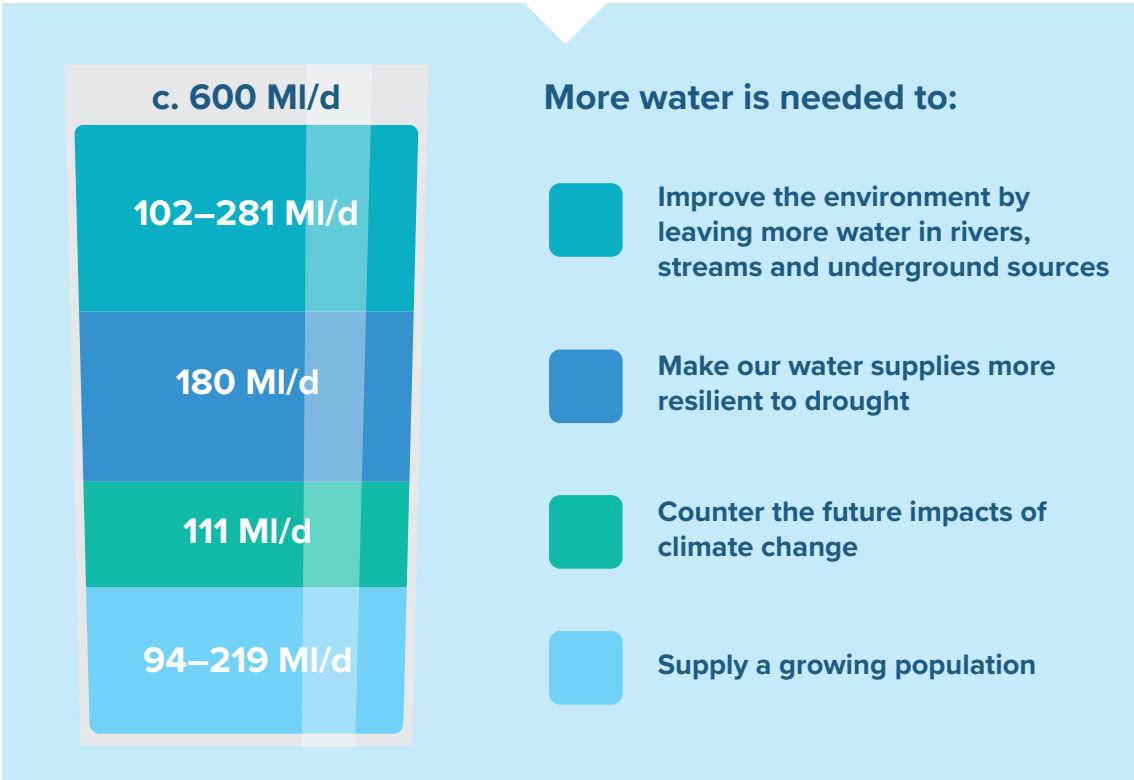 c. 600 Ml/d
102–281 Ml/d
180 Ml/d
111 Ml/d
94–219 Ml/d
More water is needed to:
Improve the environment by
leaving more water in rivers,
streams and underground sources
Make our water supplies more
resilient to drought
Counter the future impacts of
climate change
Supply a growing population